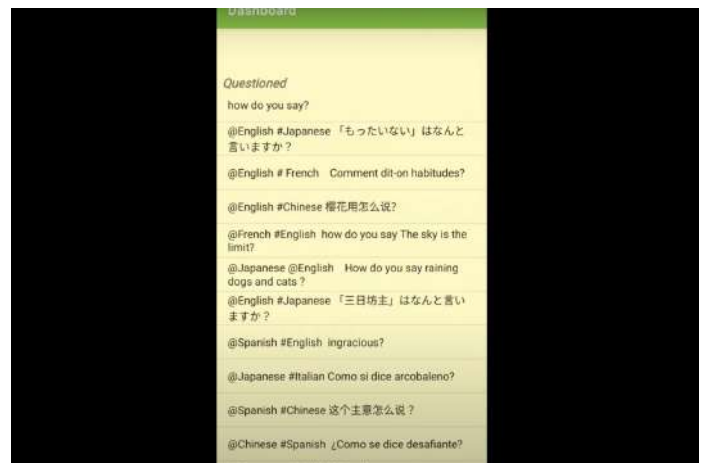 Dashboard
Questioned
how do you say?
@English #Japanese 「もったいない」はなんと
言いますか？
@English # French Comment dit-on habitudes?
@English #Chinese 樱花用怎么说?
@French #English how do you say The sky is the
limit?
@Japanese @English How do you say raining
dogs and cats ?
@English #Japanese 「三日坊主」はなんと言い
ますか？
@Spanish #English ingracious?
@Japanese #Italian Como si dice arcobaleno?
@Spanish #Chinese 这个主意怎么说？
@Chinese #Spanish ¿Como se dice desafiante?